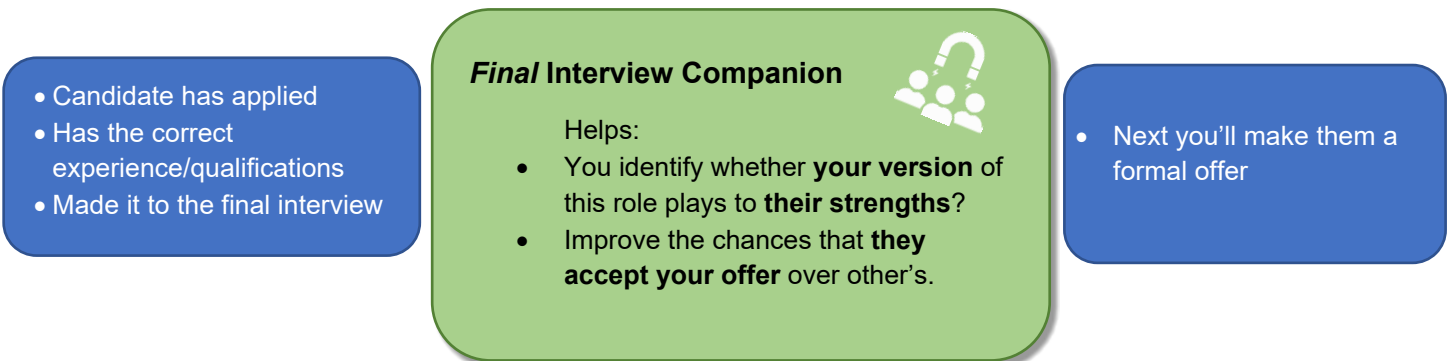 • Candidate has applied
• Has the correct
experience/qualifications
• Made it to the final interview
Final Interview Companion
Helps:
• You identify whether your version of
this role plays to their strengths?
• Improve the chances that they
accept your offer over other’s.
• Next you’ll make them a
formal offer